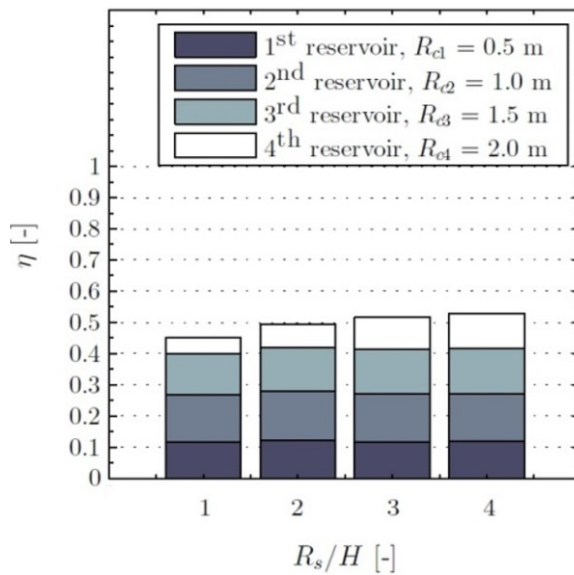 1st reservoir, Rc1 = 0.5 m
2nd reservoir, Rc2 = 1.0 m
3rd reservoir, Rc3 = 1.5 m
4th reservoir, Rc4 = 2.0 m
1
0.9
0.8
0.7
0.6
0.5
0.4
0.3
0.2
0.1
0
η [-]
1 2 3 4
Rs/H [-]